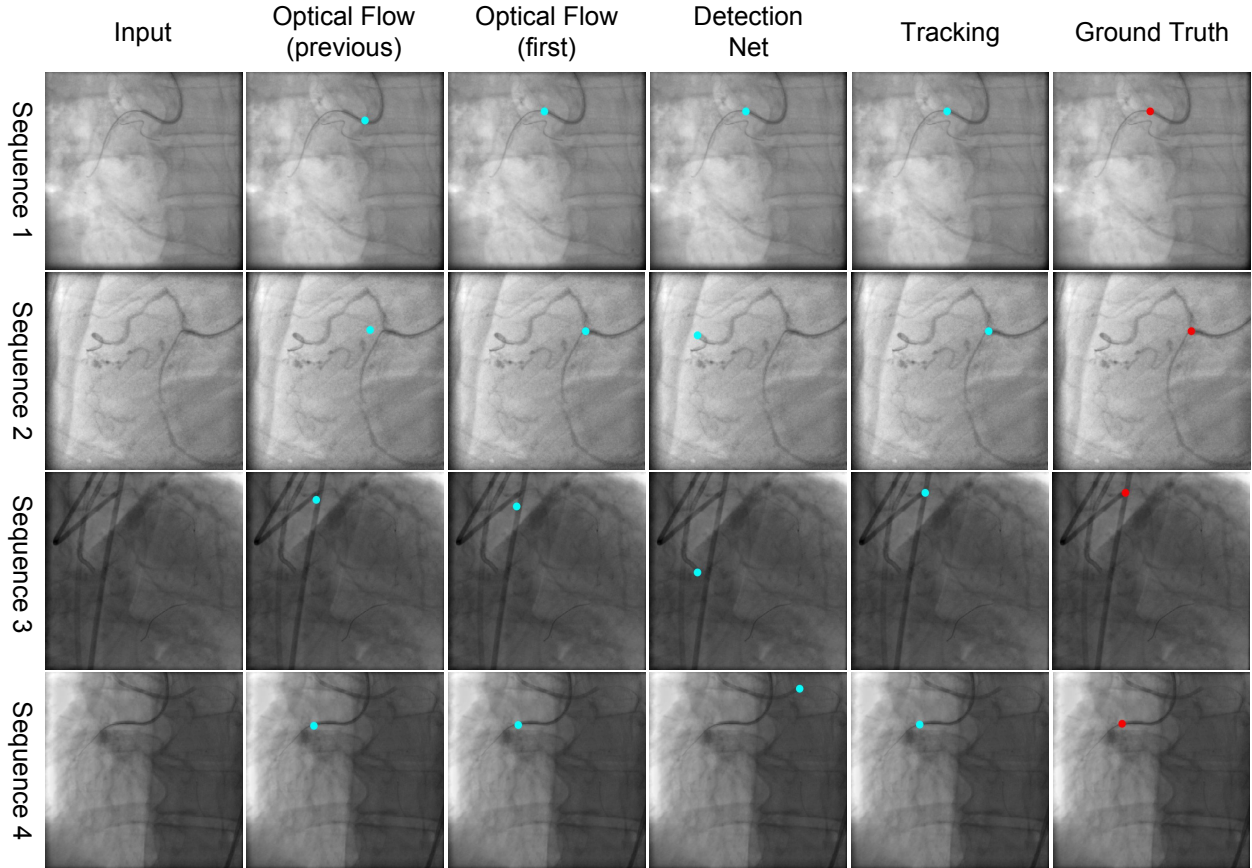 Input
Optical Flow
(previous)
Optical Flow
(first)
Detection
Net
Tracking
Ground Truth
Sequence 1
Sequence 2
Sequence 3
Sequence 4